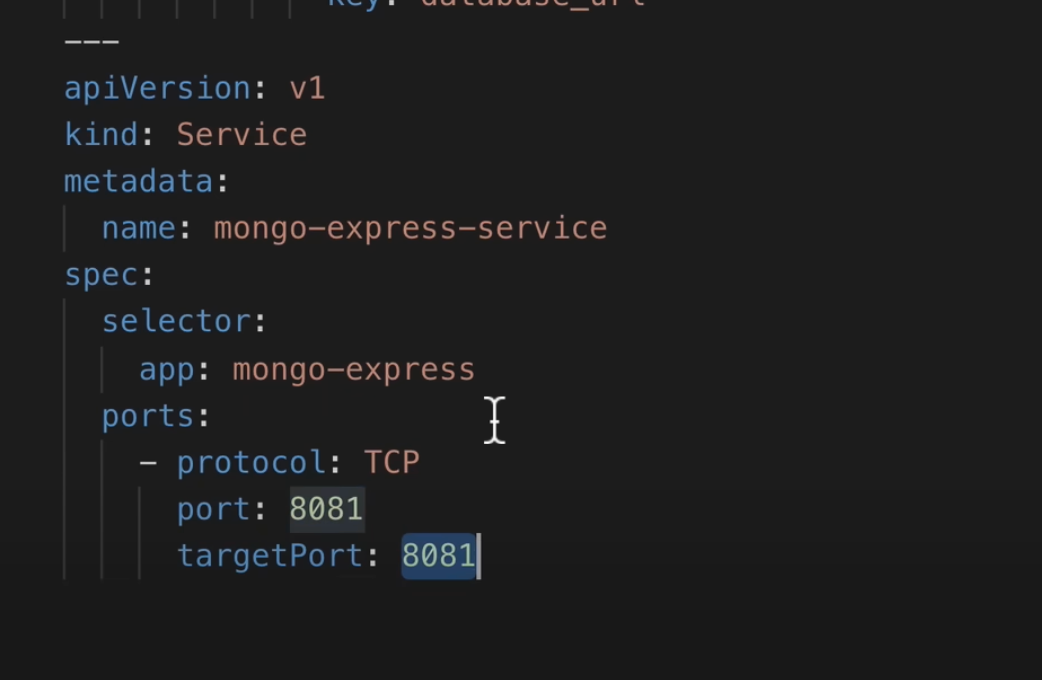 key: database_url
---
apiVersion: v1
kind: Service
metadata:
  name: mongo-express-service
spec:
  selector:
    app: mongo-express
  ports:
    - protocol: TCP
      port: 8081
      targetPort: 8081